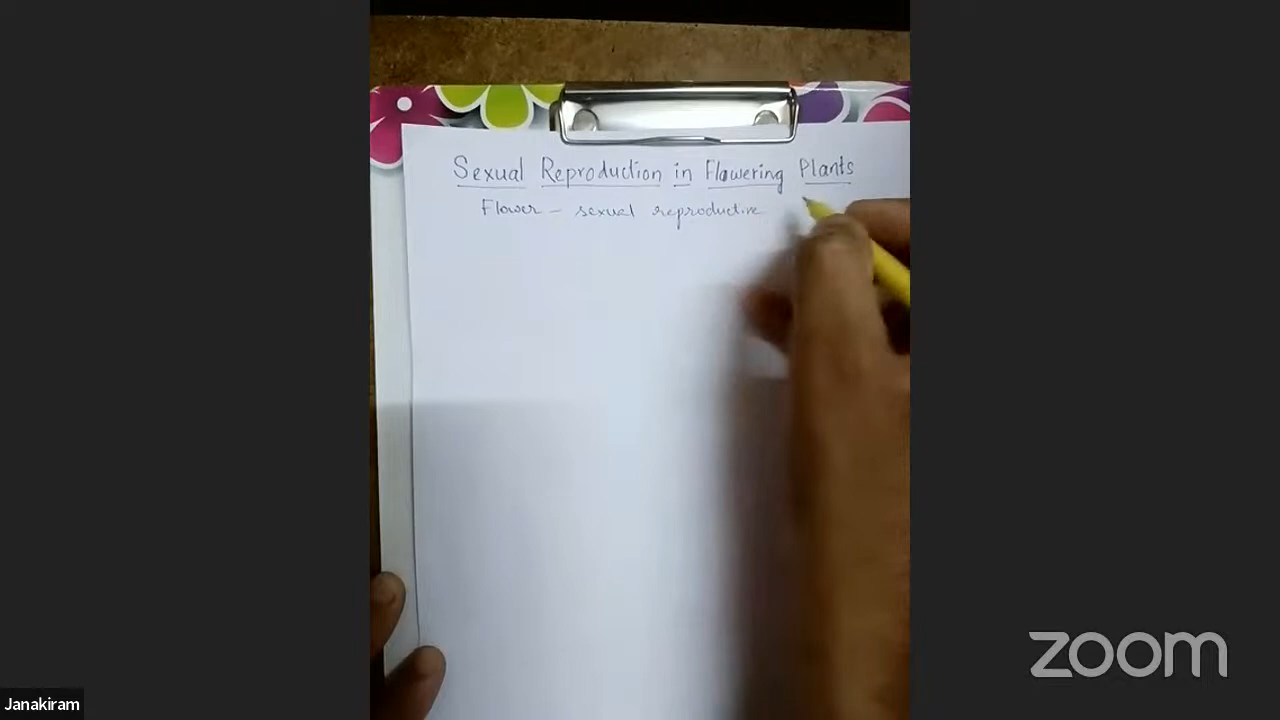 Sexual Reproduction in Flowering Plants
Flower - sexual reproductive
zoom
Janakiram